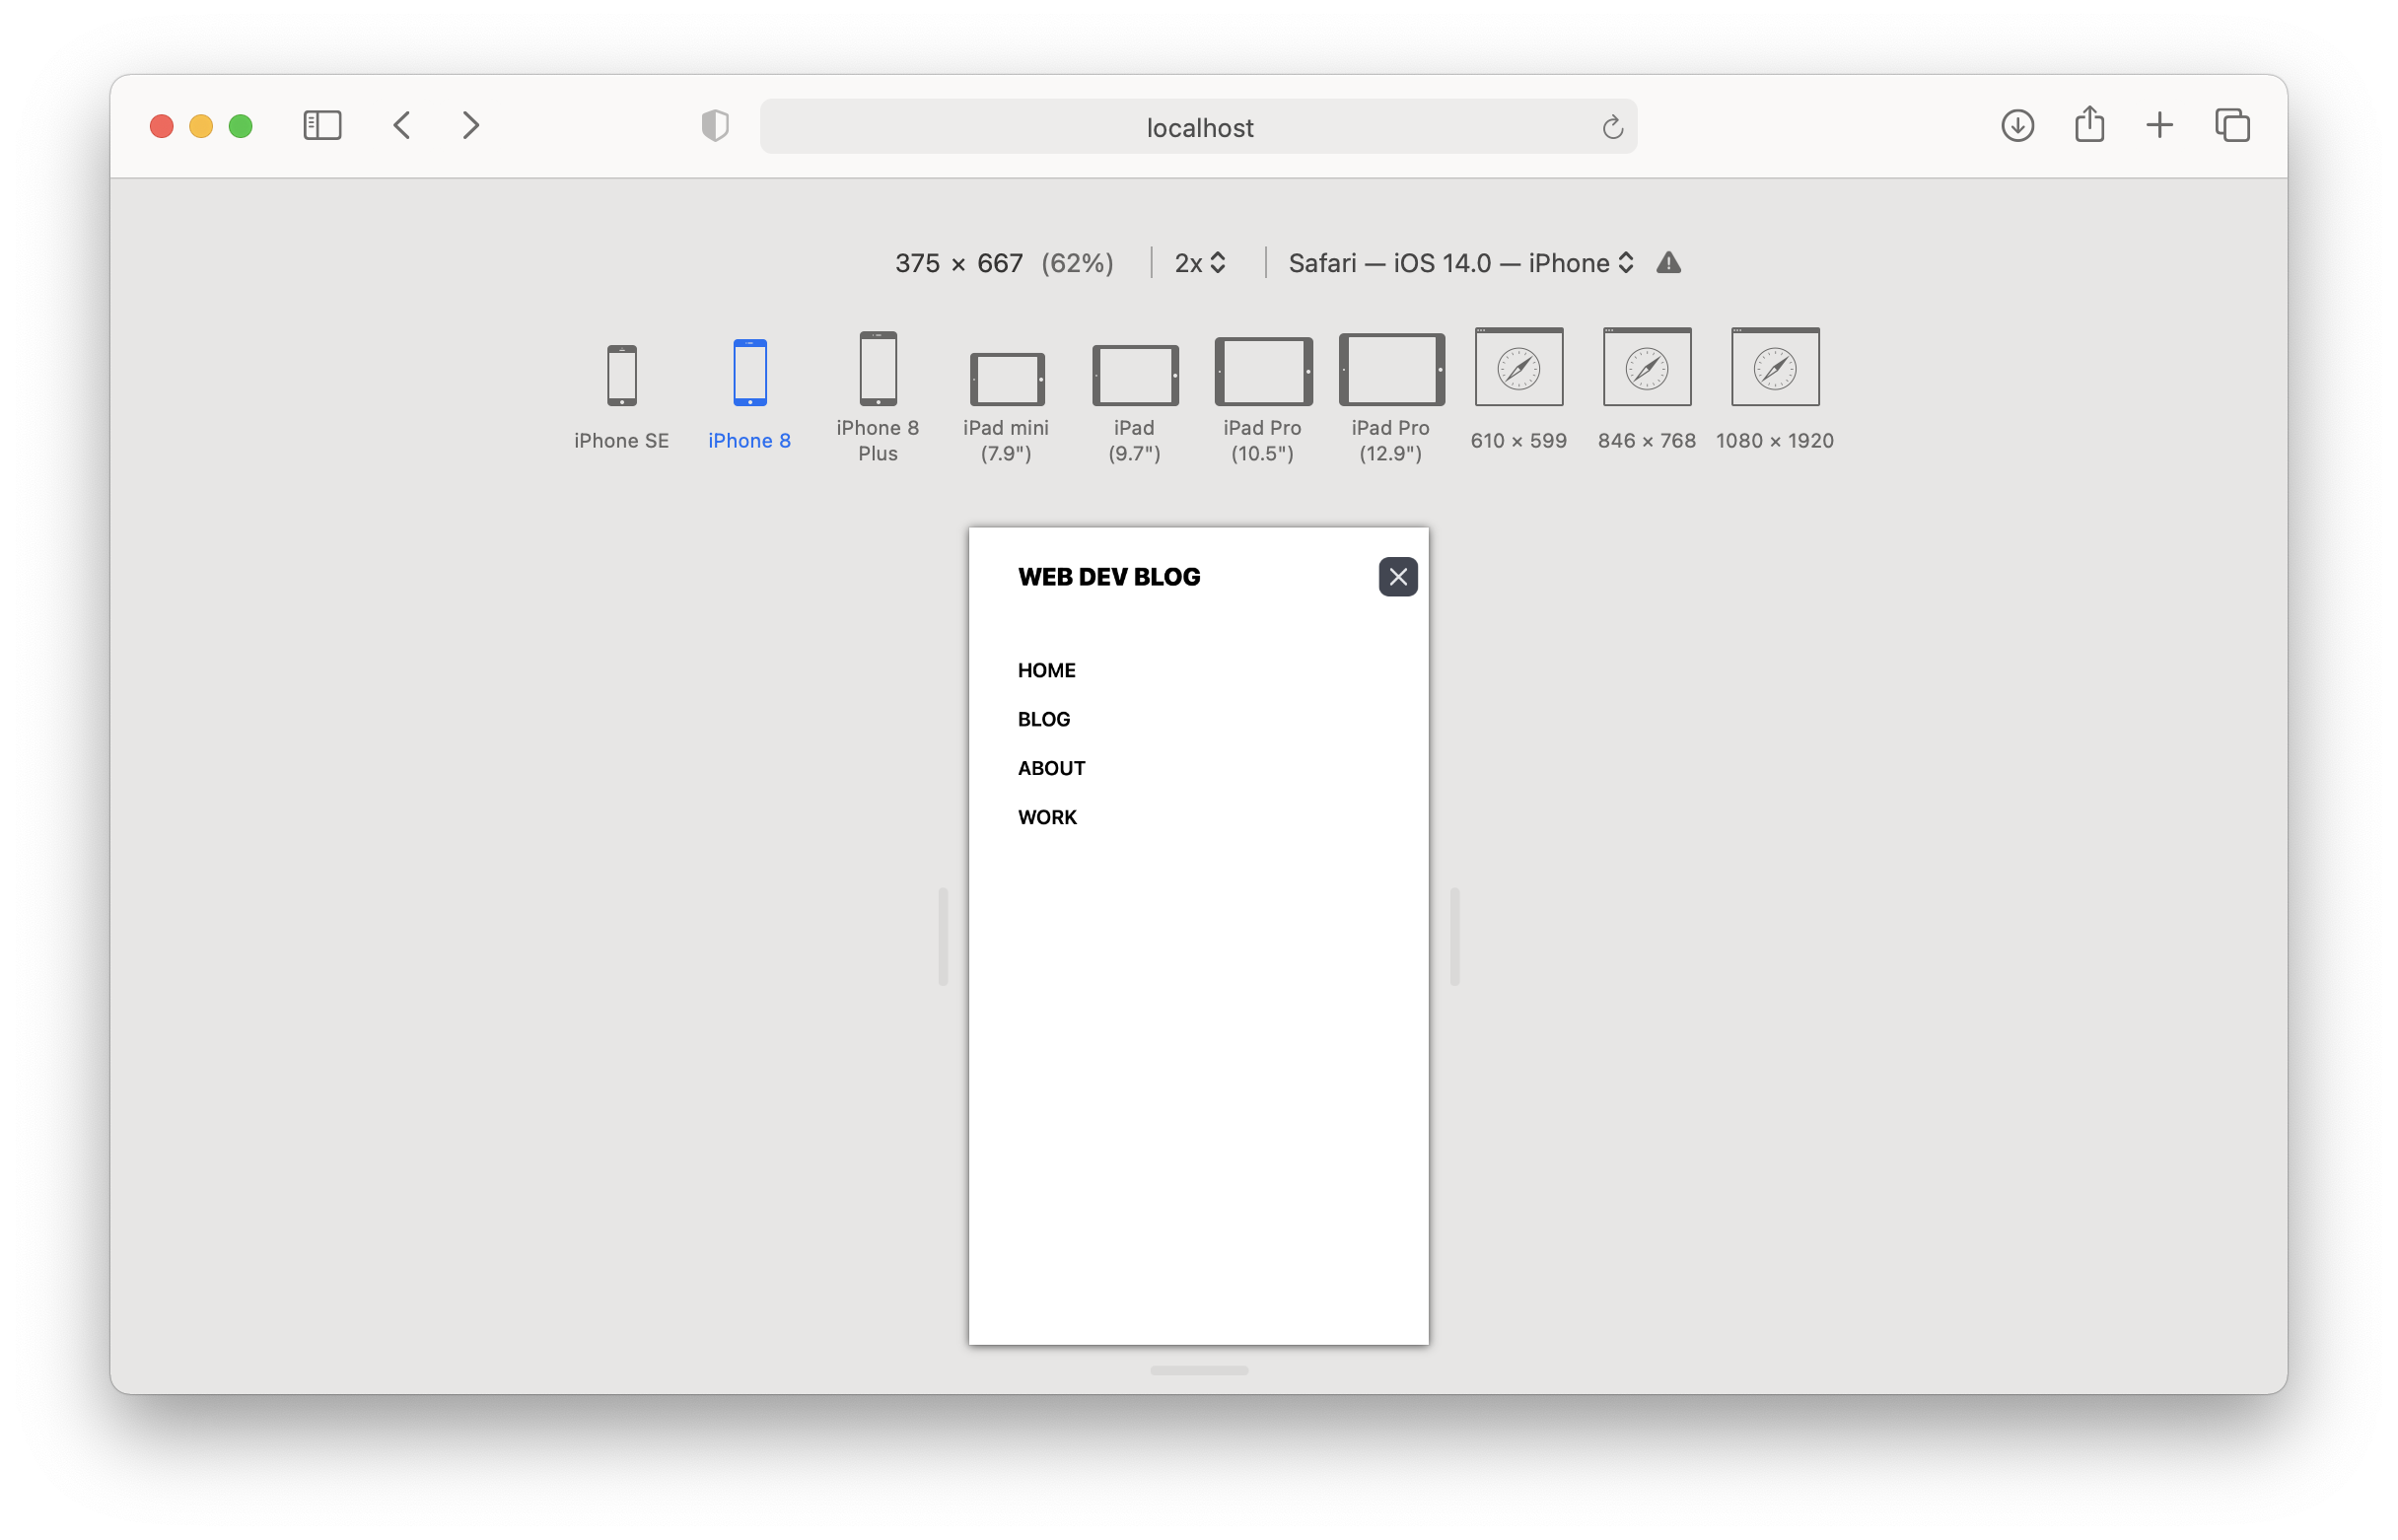 localhost
375 × 667 (62%) 2x Safari — iOS 14.0 — iPhone
iPhone SE
iPhone 8
iPhone 8
Plus
iPad mini
(7.9")
iPad
(9.7")
iPad Pro
(10.5")
iPad Pro
(12.9")
610 × 599
846 × 768
1080 × 1920
WEB DEV BLOG
HOME
BLOG
ABOUT
WORK